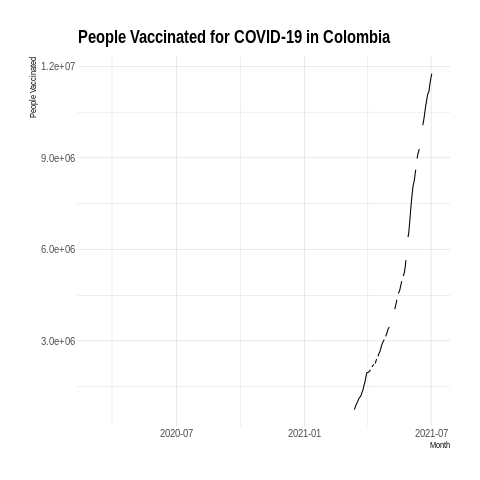 People Vaccinated for COVID-19 in Colombia
People Vaccinated
1.2e+07
9.0e+06
6.0e+06
3.0e+06
2020-07 2021-01 2021-07
Month